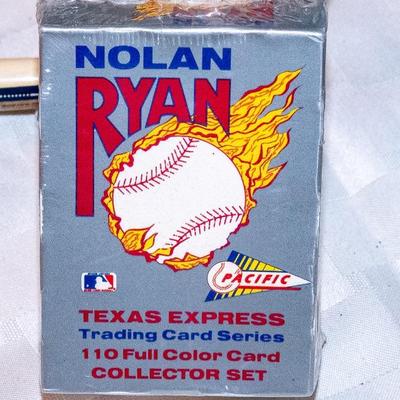 NOLAN
RYAN
PACIFIC
TEXAS EXPRESS
Trading Card Series
110 Full Color Card
COLLECTOR SET